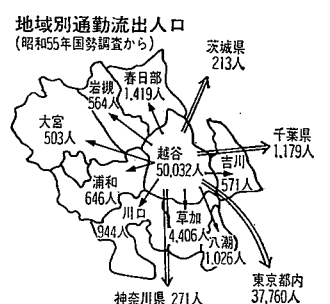 地域別通勤流出人口
(昭和55年国勢調査から)
茨城県
213人
春日部
1,419人
岩槻
564人
大宮
503人
千葉県
1,179人
越谷
50,032人
吉川
571人
浦和
646人
川口
944人
草加
4,406人
八潮
1,026人
東京都内
37,760人
神奈川県 271人